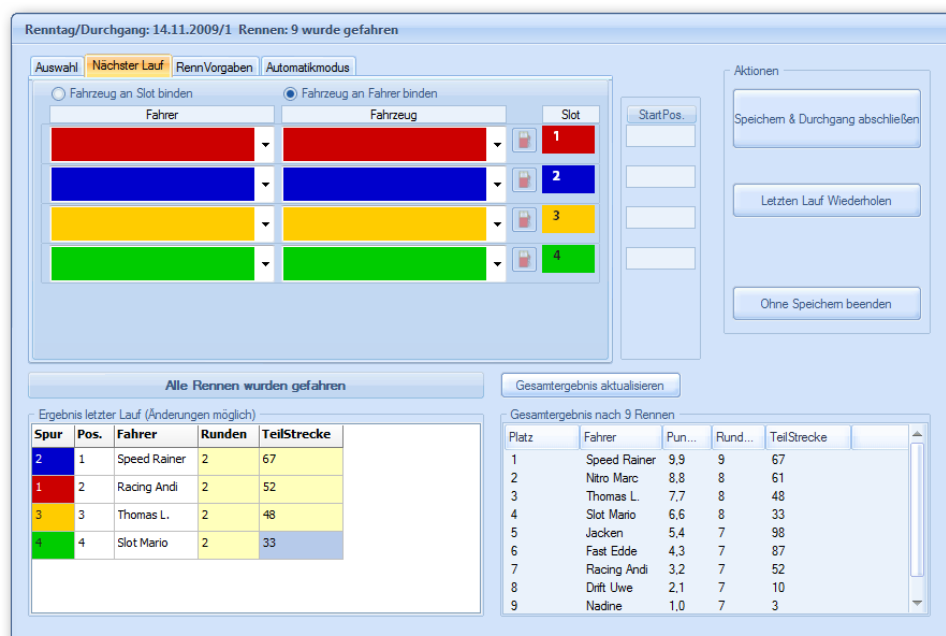 Renntag/Durchgang: 14.11.2009/1 Rennen: 9 wurde gefahren
Auswahl Nächster Lauf RennVorgaben Automatikmodus
Fahrzeug an Slot binden Fahrzeug an Fahrer binden
Fahrer Fahrzeug Slot StartPos.
1
2
3
4
Aktionen
Speichern & Durchgang abschließen
Letzten Lauf Wiederholen
Ohne Speichern beenden
Alle Rennen wurden gefahren
Gesamtergebnis aktualisieren
Ergebnis letzter Lauf (Änderungen möglich)
Spur Pos. Fahrer Runden TeilStrecke
2 1 Speed Rainer 2 67
1 2 Racing Andi 2 52
3 3 Thomas L. 2 48
4 4 Slot Mario 2 33
Gesamtergebnis nach 9 Rennen
Platz Fahrer Pun... Rund... TeilStrecke
1 Speed Rainer 9,9 9 67
2 Nitro Marc 8,8 8 61
3 Thomas L. 7,7 8 48
4 Slot Mario 6,6 8 33
5 Jacken 5,4 7 98
6 Fast Edde 4,3 7 87
7 Racing Andi 3,2 7 52
8 Drift Uwe 2,1 7 10
9 Nadine 1,0 7 3